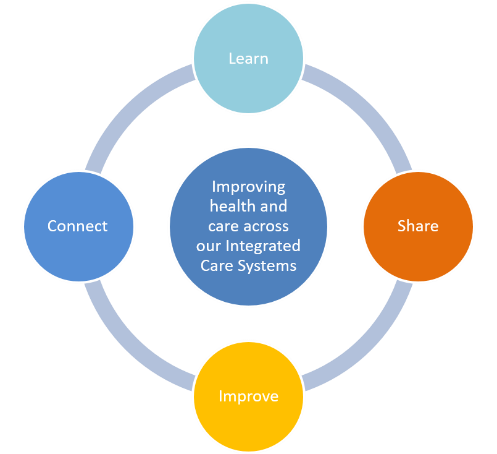 Learn
Improving
health and
care across
our Integrated
Care Systems
Connect
Share
Improve